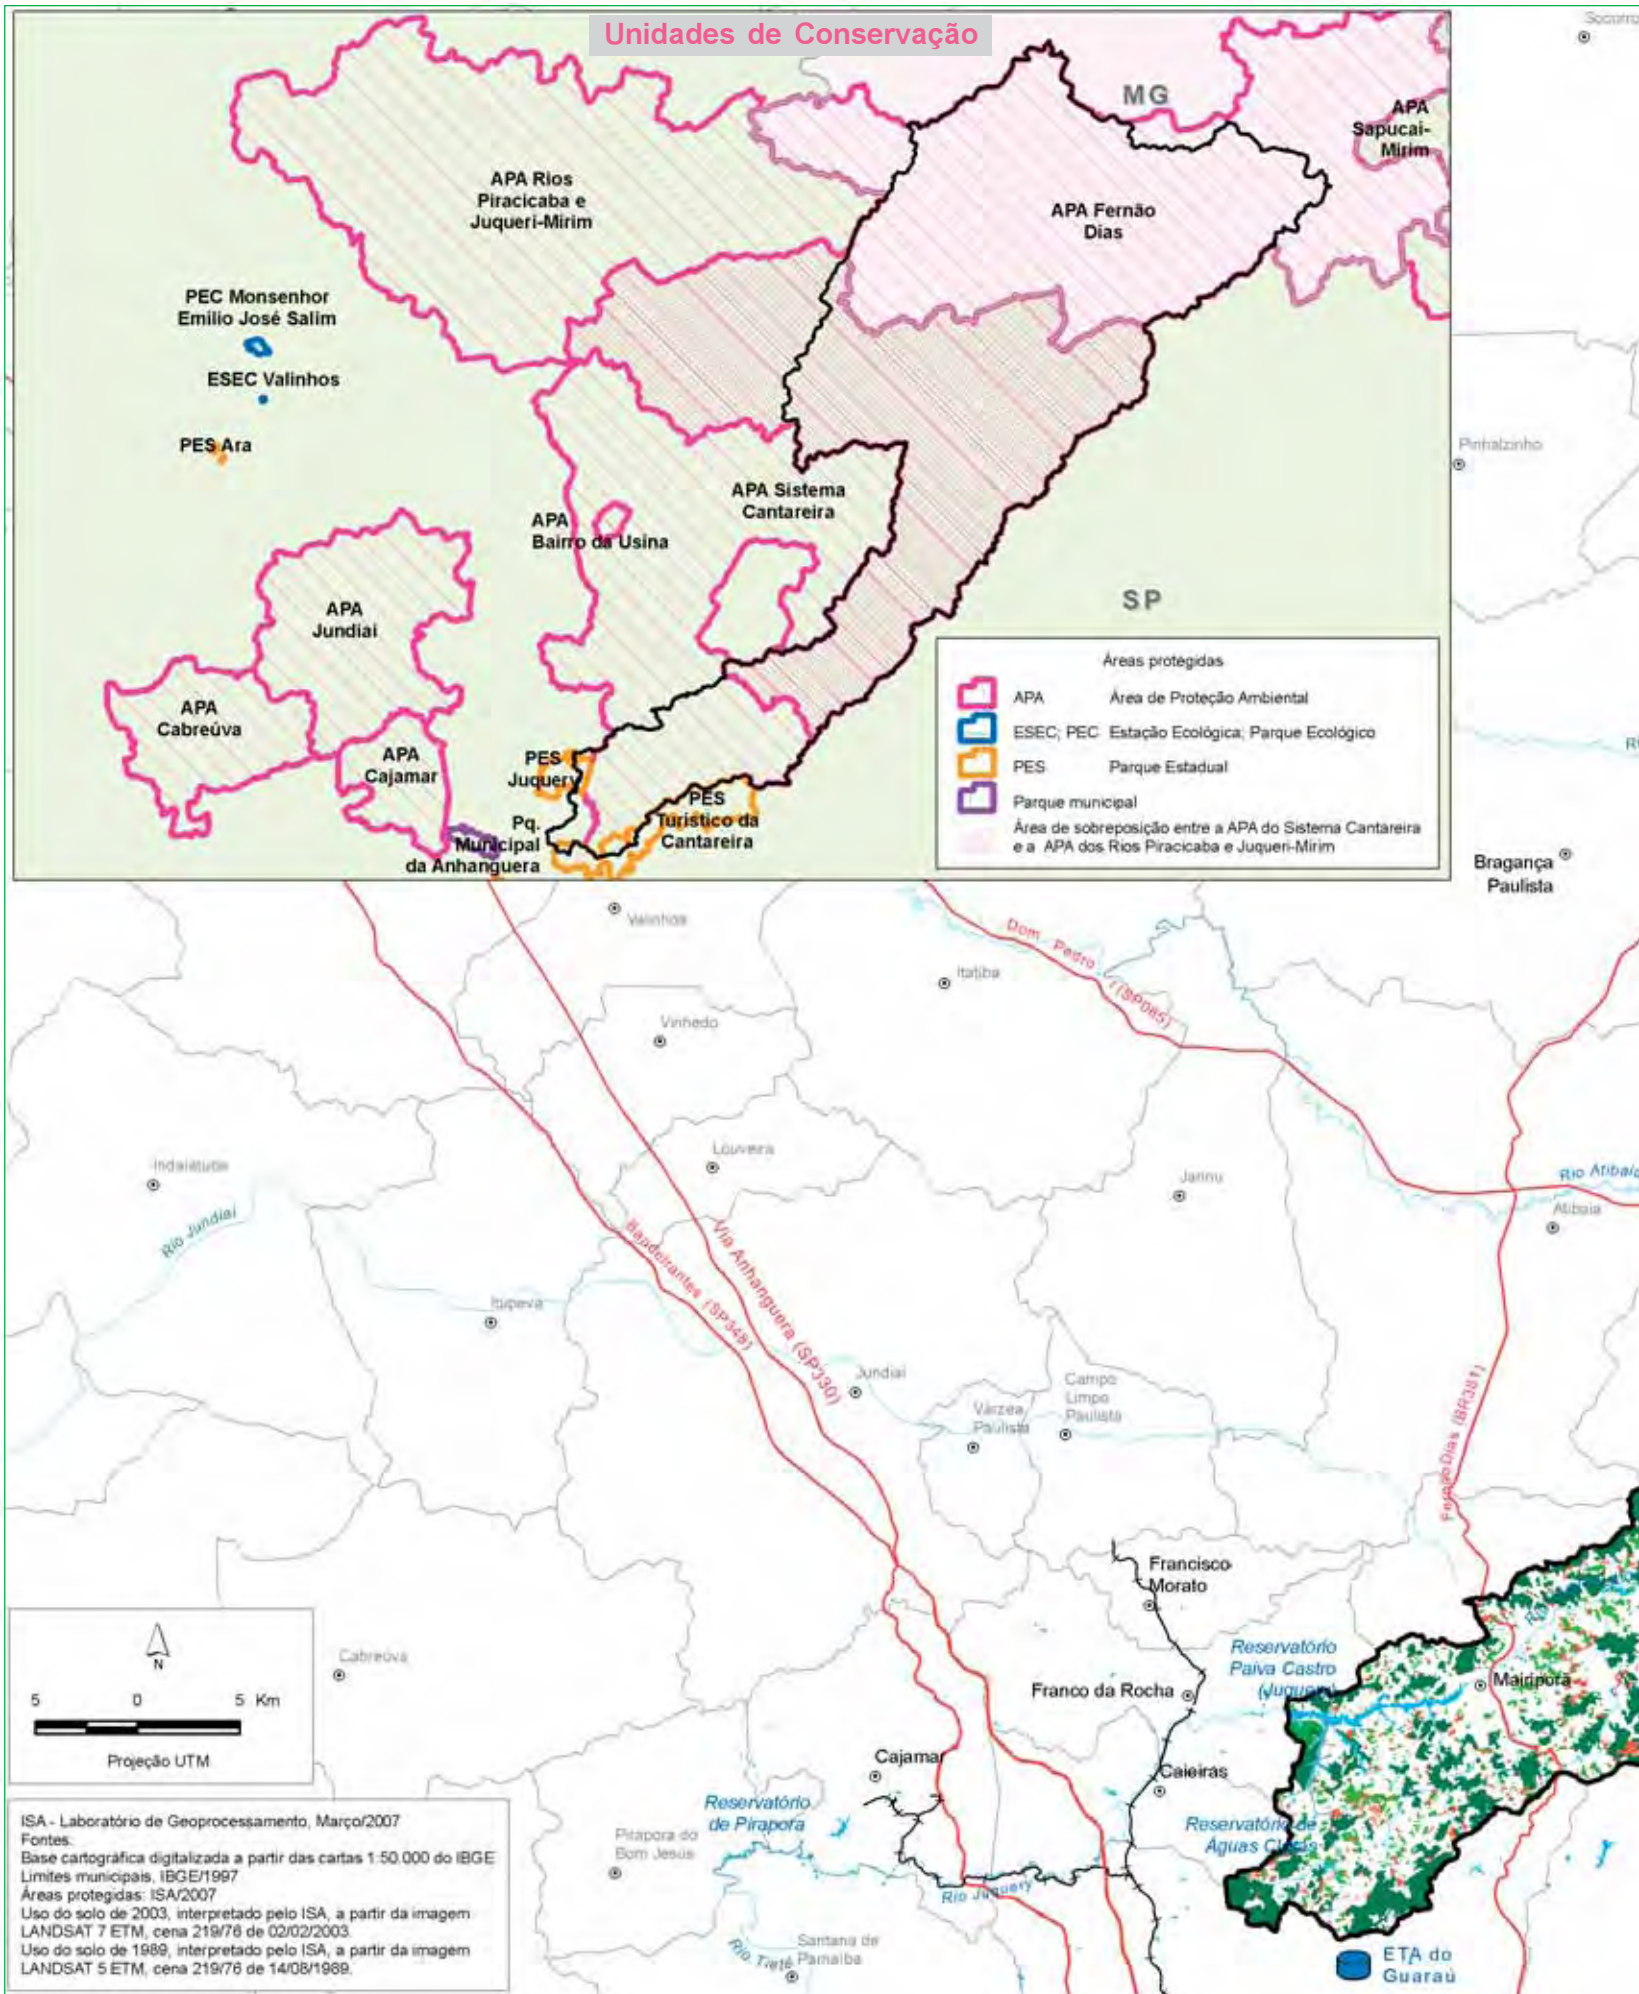 Unidades de Conservação
Socorro
MG
APA
Sapucai-
Mirim
APA Rios
Piracicaba e
Juqueri-Mirim
APA Fernão
Dias
PEC Monsenhor
Emilio José Salim
ESEC Valinhos
PES Ara
Pinhalzinho
APA Sistema
Cantareira
APA
Bairro da Usina
APA
Jundiai
SP
APA
Cabreúva
APA
Cajamar
PES
Juquery
PES
Turistico da
Cantareira
Pq.
Municipal
da Anhanguera
Áreas protegidas
APA Área de Proteção Ambiental
ESEC; PEC Estação Ecológica; Parque Ecológico
PES Parque Estadual
Parque municipal
Área de sobreposição entre a APA do Sistema Cantareira
e a APA dos Rios Piracicaba e Juqueri-Mirim
Bragança
Paulista
Valinhos
Dom Pedro I (SP065)
Itatiba
Vinhedo
Louveira
Indaiatuba
Rio Jundiaí
Jarinu
Rio Atibaia
Atibaia
Itupeva
Bandeirantes (SP348)
Via Anhanguera (SP330)
Jundiaí
Várzea
Paulista
Campo
Limpo
Paulista
Fernão Dias (BR381)
Francisco
Morato
Cabreúva
Reservatório
Paiva Castro
(Juquery)
Mairiporã
Franco da Rocha
N
5 0 5 Km
Projeção UTM
Cajamar
Caieiras
Reservatório
de Pirapora
Reservatório de
Águas Claras
Pirapora do
Bom Jesus
Rio Juquery
Santana de
Parnaíba
Rio Tietê
ETA do
Guaraú
ISA - Laboratório de Geoprocessamento, Março/2007
Fontes:
Base cartográfica digitalizada a partir das cartas 1:50.000 do IBGE
Limites municipais, IBGE/1997
Áreas protegidas: ISA/2007
Uso do solo de 2003, interpretado pelo ISA, a partir da imagem
LANDSAT 7 ETM, cena 219/76 de 02/02/2003.
Uso do solo de 1989, interpretado pelo ISA, a partir da imagem
LANDSAT 5 ETM, cena 219/76 de 14/08/1989.